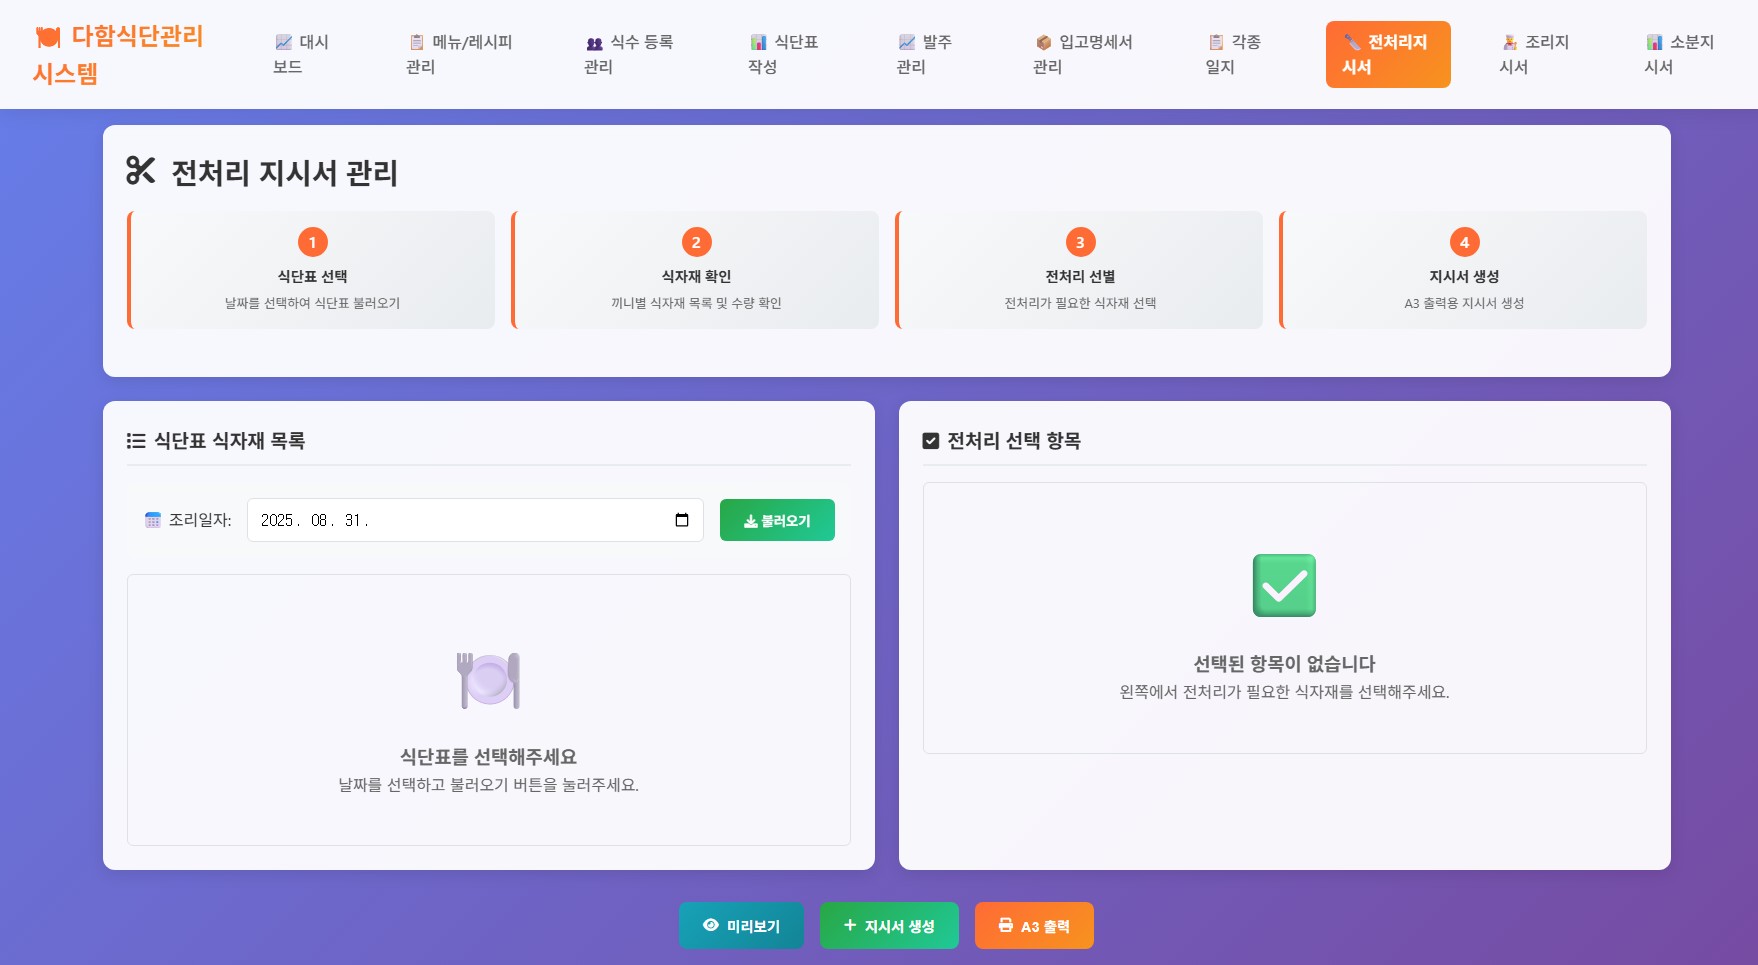 다함식단관리
시스템
대시
보드
메뉴/레시피
관리
식수 등록
관리
식단표
작성
발주
관리
입고명세서
관리
각종
일지
전처리지
시서
조리지
시서
소분지
시서
전처리 지시서 관리
1
식단표 선택
날짜를 선택하여 식단표 불러오기
2
식자재 확인
끼니별 식자재 목록 및 수량 확인
3
전처리 선별
전처리가 필요한 식자재 선택
4
지시서 생성
A3 출력용 지시서 생성
식단표 식자재 목록
조리일자:
2025. 08. 31.
불러오기
식단표를 선택해주세요
날짜를 선택하고 불러오기 버튼을 눌러주세요.
전처리 선택 항목
선택된 항목이 없습니다
왼쪽에서 전처리가 필요한 식자재를 선택해주세요.
미리보기
지시서 생성
A3 출력